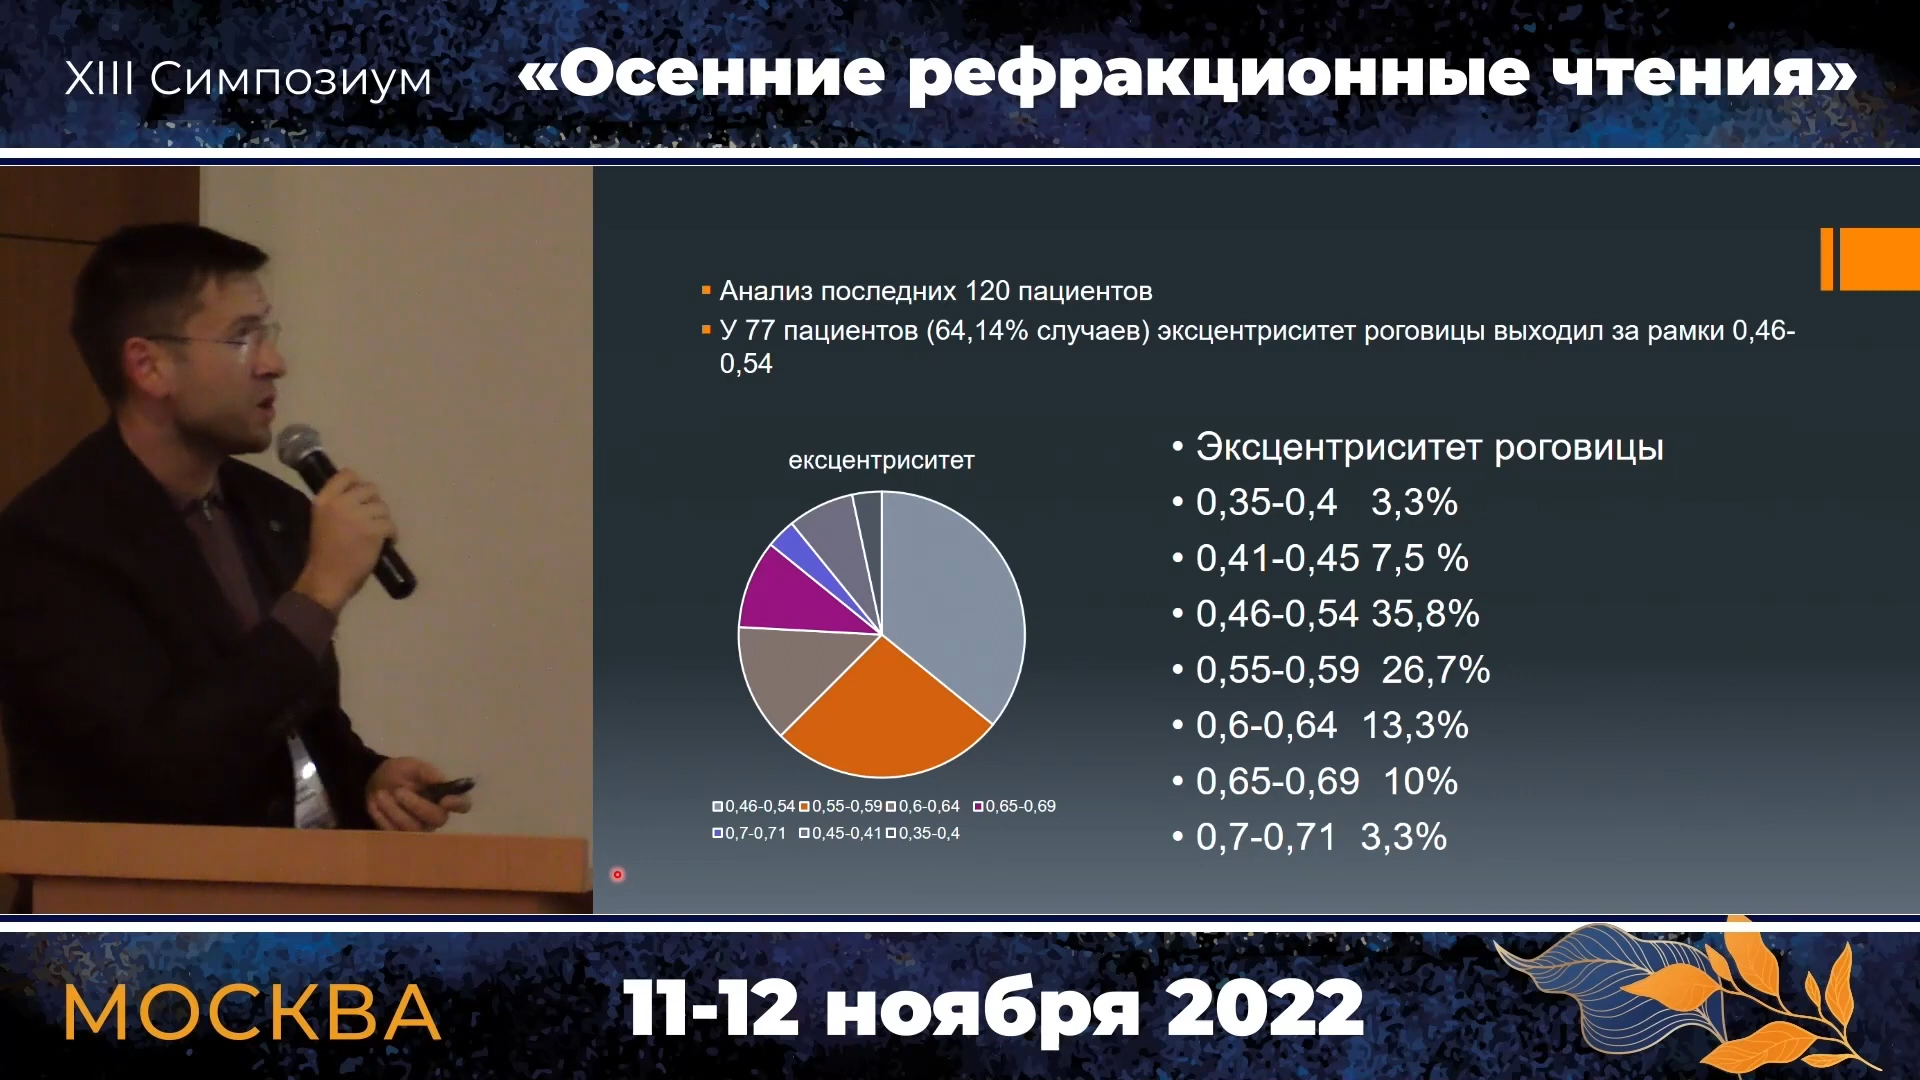 XIII Симпозиум «Осенние рефракционные чтения»
Анализ последних 120 пациентов
У 77 пациентов (64,14% случаев) эксцентриситет роговицы выходил за рамки 0,46-
0,54
ексцентриситет
0,46-0,54 0,55-0,59 0,6-0,64 0,65-0,69
0,7-0,71 0,45-0,41 0,35-0,4
• Эксцентриситет роговицы
• 0,35-0,4 3,3%
• 0,41-0,45 7,5 %
• 0,46-0,54 35,8%
• 0,55-0,59 26,7%
• 0,6-0,64 13,3%
• 0,65-0,69 10%
• 0,7-0,71 3,3%
МОСКВА 11-12 ноября 2022